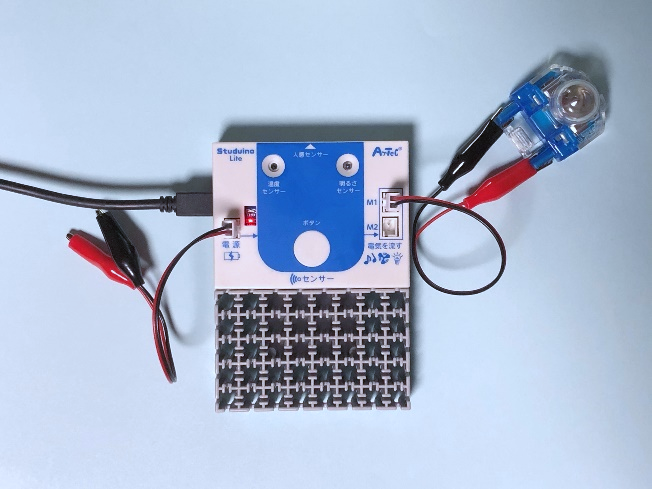 Studuino
Lite
人感センサー
ArTeC®
温度
センサー
明るさ
センサー
M1
ボタン
M2
電源
電気を流す
センサー